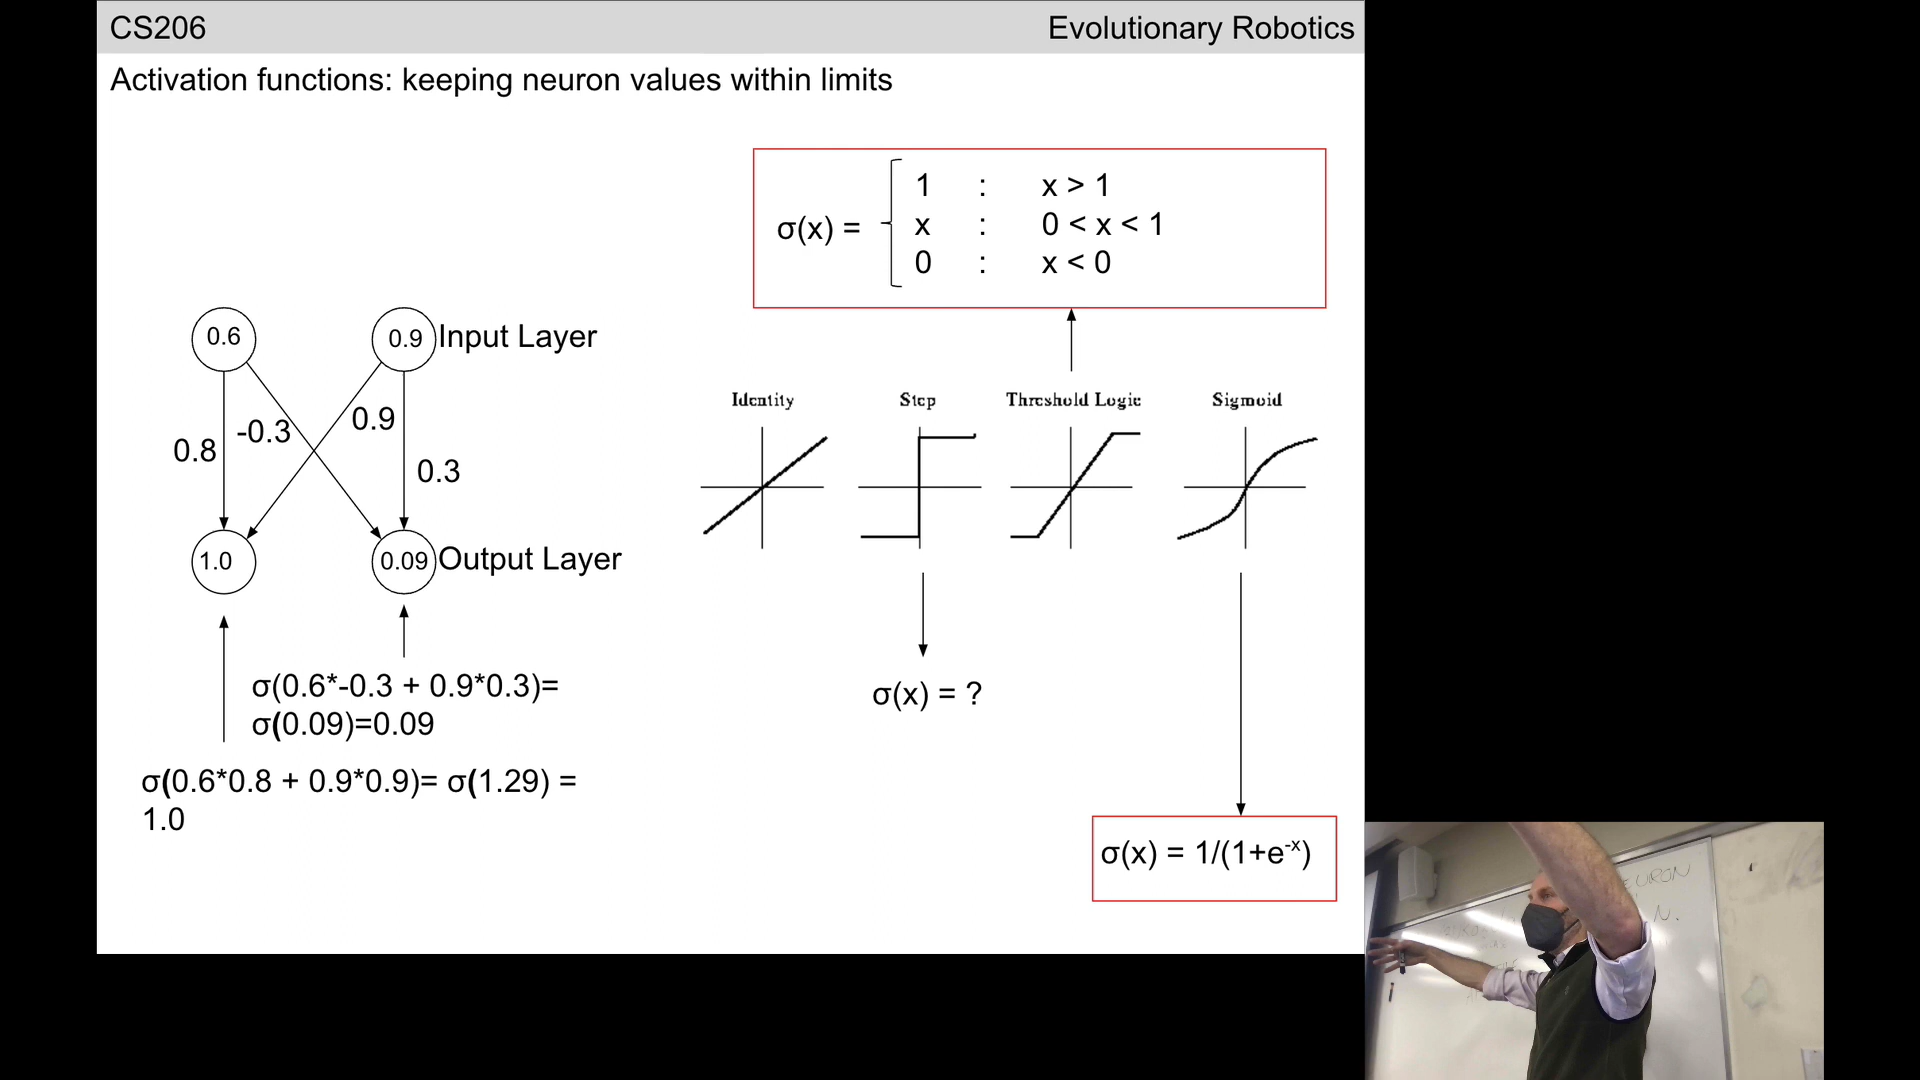 CS206
Evolutionary Robotics
Activation functions: keeping neuron values within limits
σ(x) =
1 : x > 1
x : 0 < x < 1
0 : x < 0
0.6
0.9
Input Layer
0.8
-0.3
0.9
0.3
1.0
0.09
Output Layer
σ(0.6*-0.3 + 0.9*0.3)=
σ(0.09)=0.09
σ(0.6*0.8 + 0.9*0.9)= σ(1.29) =
1.0
Identity
Step
Threshold Logic
Sigmoid
σ(x) = ?
σ(x) = 1/(1+e⁻ˣ)
N.